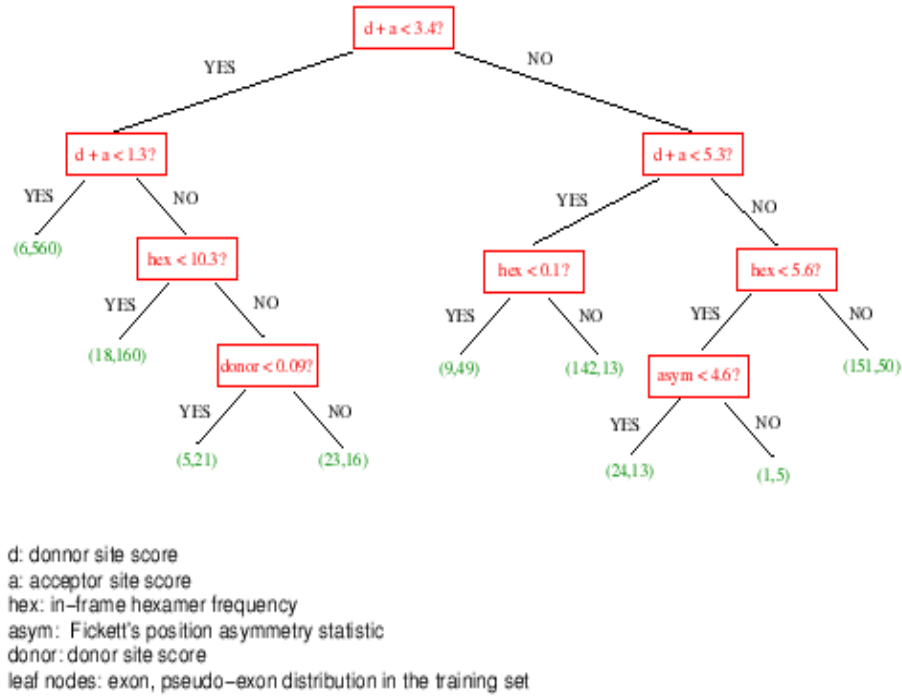 d + a < 3.4?
YES
NO
d + a < 1.3?
d + a < 5.3?
YES
NO
YES
NO
(6,560)
hex < 10.3?
hex < 0.1?
hex < 5.6?
YES
NO
YES
NO
YES
NO
(18,160)
donor < 0.09?
(9,49)
(142,13)
asym < 4.6?
(151,50)
YES
NO
YES
NO
(5,21)
(23,16)
(24,13)
(1,5)
d: donnor site score
a: acceptor site score
hex: in-frame hexamer frequency
asym: Fickett's position asymmetry statistic
donor: donor site score
leaf nodes: exon, pseudo-exon distribution in the training set